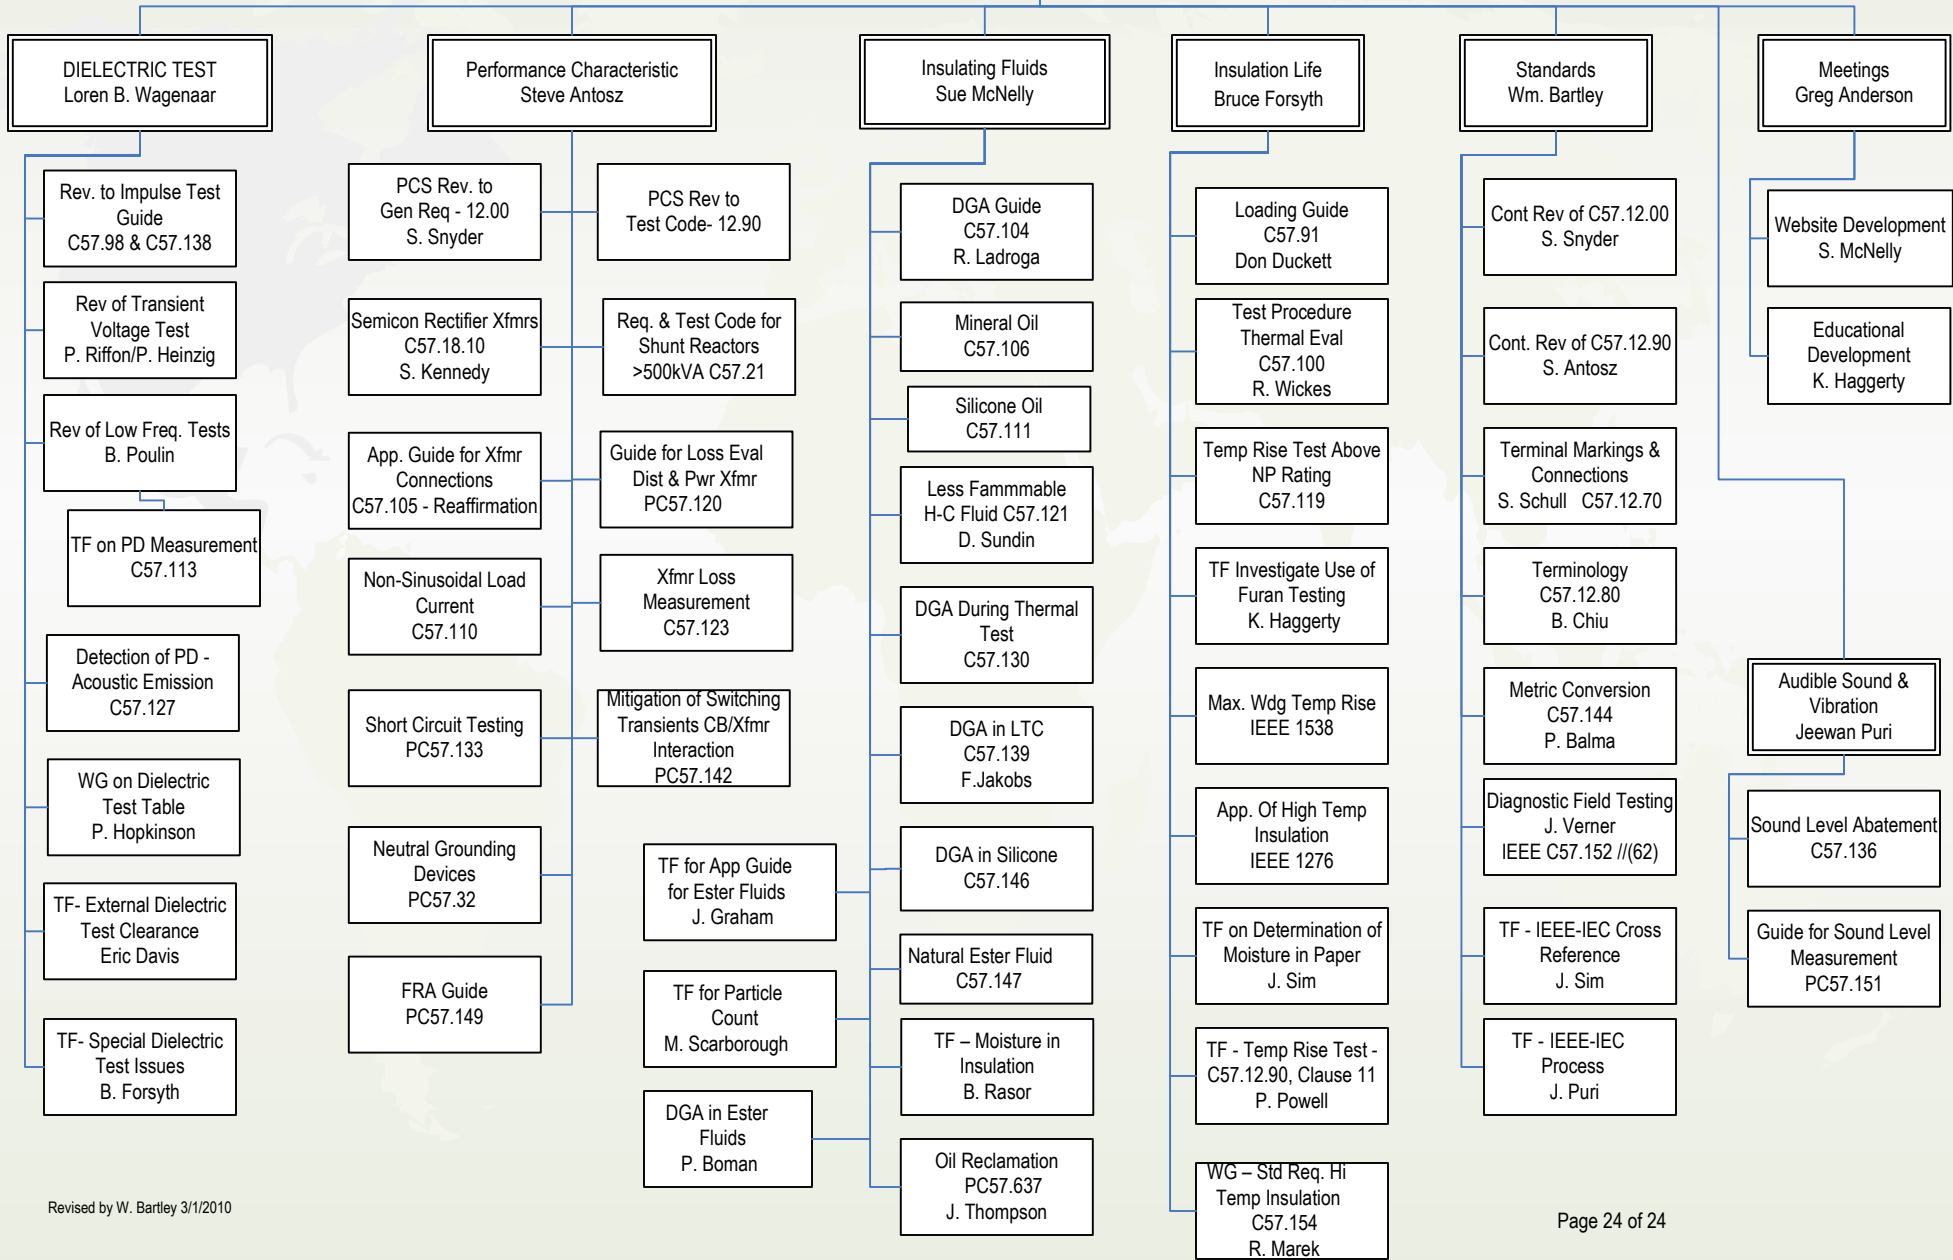 DIELECTRIC TEST
Loren B. Wagenaar
Performance Characteristic
Steve Antosz
Insulating Fluids
Sue McNelly
Insulation Life
Bruce Forsyth
Standards
Wm. Bartley
Meetings
Greg Anderson
Rev. to Impulse Test
Guide
C57.98 & C57.138
Rev of Transient
Voltage Test
P. Riffon/P. Heinzig
Rev of Low Freq. Tests
B. Poulin
TF on PD Measurement
C57.113
Detection of PD -
Acoustic Emission
C57.127
WG on Dielectric
Test Table
P. Hopkinson
TF- External Dielectric
Test Clearance
Eric Davis
TF- Special Dielectric
Test Issues
B. Forsyth
PCS Rev. to
Gen Req - 12.00
S. Snyder
PCS Rev to
Test Code- 12.90
Semicon Rectifier Xfmrs
C57.18.10
S. Kennedy
Req. & Test Code for
Shunt Reactors
>500kVA C57.21
App. Guide for Xfmr
Connections
C57.105 - Reaffirmation
Guide for Loss Eval
Dist & Pwr Xfmr
PC57.120
Non-Sinusoidal Load
Current
C57.110
Xfmr Loss
Measurement
C57.123
Short Circuit Testing
PC57.133
Mitigation of Switching
Transients CB/Xfmr
Interaction
PC57.142
Neutral Grounding
Devices
PC57.32
FRA Guide
PC57.149
DGA Guide
C57.104
R. Ladroga
Mineral Oil
C57.106
Silicone Oil
C57.111
Less Fammmable
H-C Fluid C57.121
D. Sundin
DGA During Thermal
Test
C57.130
DGA in LTC
C57.139
F.Jakobs
TF for App Guide
for Ester Fluids
J. Graham
DGA in Silicone
C57.146
Natural Ester Fluid
C57.147
TF for Particle
Count
M. Scarborough
TF – Moisture in
Insulation
B. Rasor
DGA in Ester
Fluids
P. Boman
Oil Reclamation
PC57.637
J. Thompson
Loading Guide
C57.91
Don Duckett
Test Procedure
Thermal Eval
C57.100
R. Wickes
Temp Rise Test Above
NP Rating
C57.119
TF Investigate Use of
Furan Testing
K. Haggerty
Max. Wdg Temp Rise
IEEE 1538
App. Of High Temp
Insulation
IEEE 1276
TF on Determination of
Moisture in Paper
J. Sim
TF - Temp Rise Test -
C57.12.90, Clause 11
P. Powell
WG – Std Req. Hi
Temp Insulation
C57.154
R. Marek
Cont Rev of C57.12.00
S. Snyder
Cont. Rev of C57.12.90
S. Antosz
Terminal Markings &
Connections
S. Schull C57.12.70
Terminology
C57.12.80
B. Chiu
Metric Conversion
C57.144
P. Balma
Diagnostic Field Testing
J. Verner
IEEE C57.152 //(62)
TF - IEEE-IEC Cross
Reference
J. Sim
TF - IEEE-IEC
Process
J. Puri
Website Development
S. McNelly
Educational
Development
K. Haggerty
Audible Sound &
Vibration
Jeewan Puri
Sound Level Abatement
C57.136
Guide for Sound Level
Measurement
PC57.151
Revised by W. Bartley 3/1/2010
Page 24 of 24